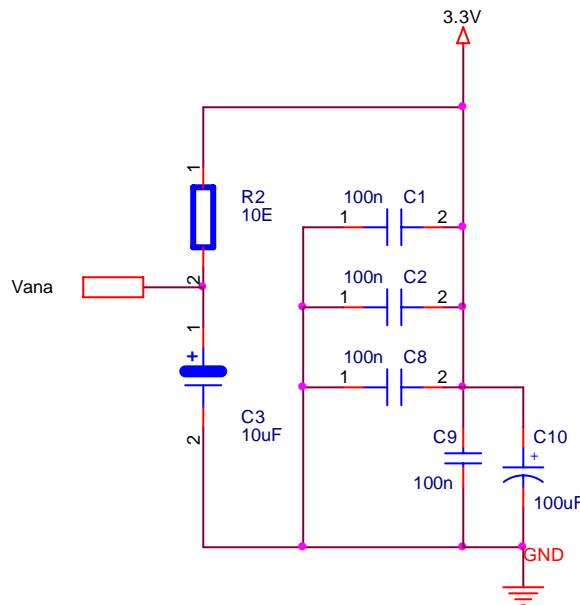 3.3V
1
R2
10E
2
Vana
1
+
C3
10uF
2
100n C1
1 2
100n C2
1 2
100n C8
1 2
C9
100n
C10
+
100uF
GND